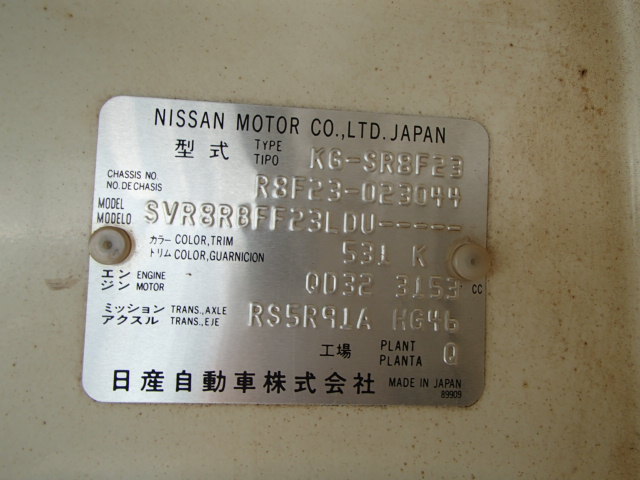 NISSAN MOTOR CO.,LTD. JAPAN
型式 TYPE TIPO KG-SR8F23
CHASSIS NO. NO. DE CHASIS R8F23-023044
MODEL MODELO SVR8R8FF23LDU-----
カラー COLOR,TRIM 531 K
トリム COLOR,GUARNICION
エンジン ENGINE MOTOR QD32 3153 CC
ミッション TRANS.,AXLE RS5R91A HG46
アクスル TRANS.,EJE
工場 PLANT PLANTA Q
日産自動車株式会社 MADE IN JAPAN
89909